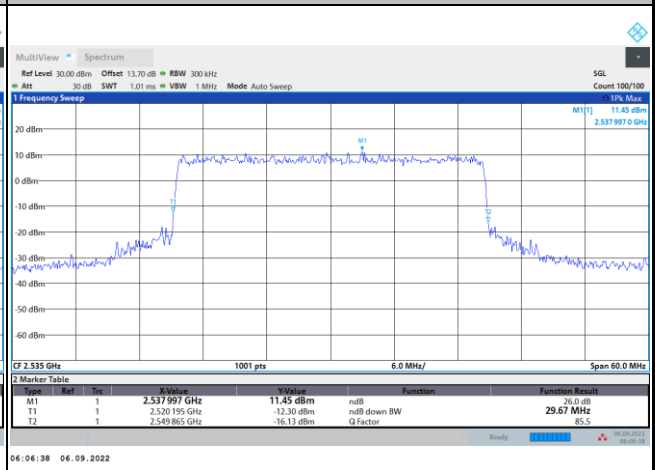 MultiView Spectrum
Ref Level 30.00 dBm Offset 13.70 dB RBW 300 kHz SGL
Att 30 dB SWT 1.01 ms VBW 1 MHz Mode Auto Sweep Count 100/100
1 Frequency Sweep 1Pk Max
M1[1] 11.45 dBm
2.537 997 0 GHz
M1
20 dBm
10 dBm
0 dBm
-10 dBm
-20 dBm
-30 dBm
-40 dBm
-50 dBm
-60 dBm
CF 2.535 GHz 1001 pts 6.0 MHz/ Span 60.0 MHz
2 Marker Table
Type Ref Trc X-Value Y-Value Function Function Result
M1 1 2.537 997 GHz 11.45 dBm ndB 26.0 dB
T1 1 2.520 195 GHz -12.30 dBm ndB down BW 29.67 MHz
T2 1 2.549 865 GHz -16.13 dBm Q Factor 85.5
Ready 06.09.2022
06:06:38
06:06:38 06.09.2022